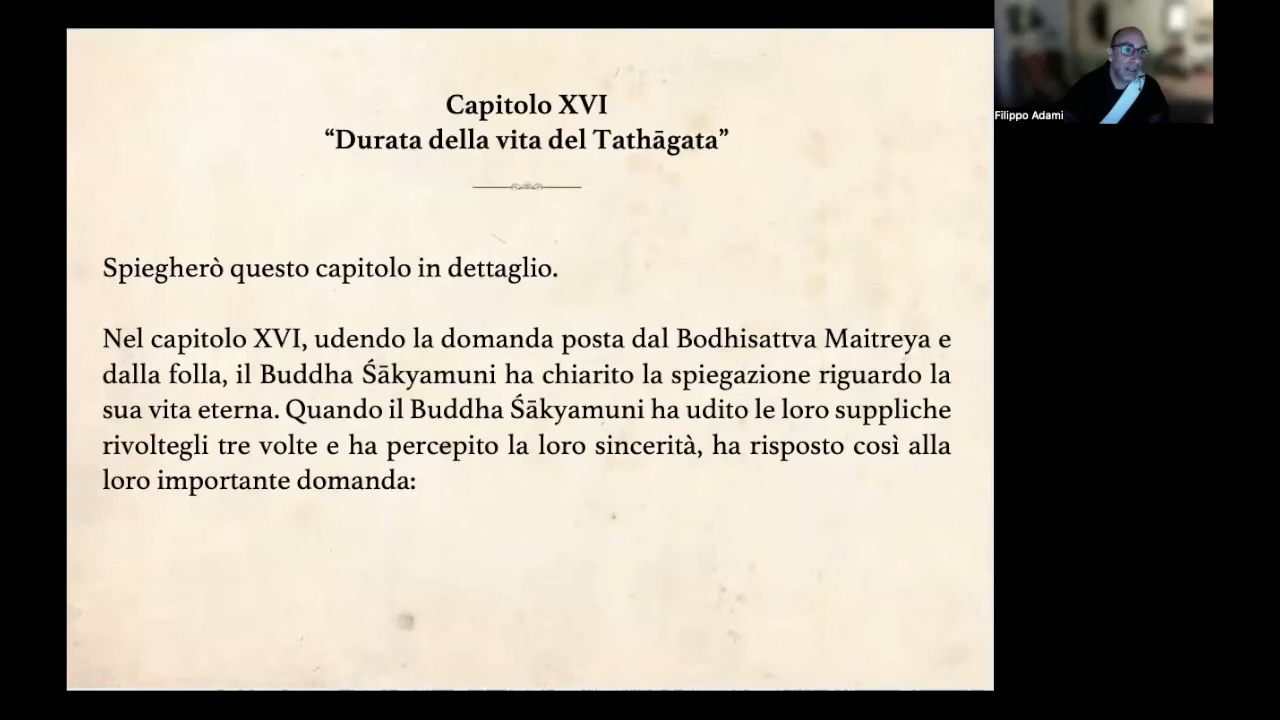 Capitolo XVI
“Durata della vita del Tathāgata”
Spiegherò questo capitolo in dettaglio.
Nel capitolo XVI, udendo la domanda posta dal Bodhisattva Maitreya e
dalla folla, il Buddha Śākyamuni ha chiarito la spiegazione riguardo la
sua vita eterna. Quando il Buddha Śākyamuni ha udito le loro suppliche
rivoltegli tre volte e ha percepito la loro sincerità, ha risposto così alla
loro importante domanda:
Filippo Adami